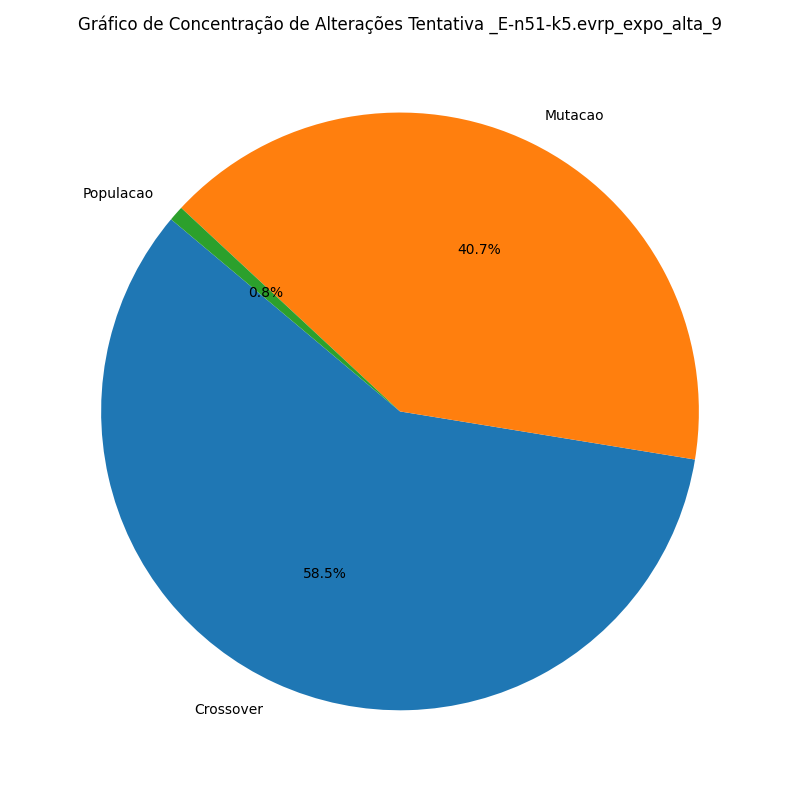 Gráfico de Concentração de Alterações Tentativa _E-n51-k5.evrp_expo_alta_9
Mutacao
Populacao
40.7%
0.8%
58.5%
Crossover